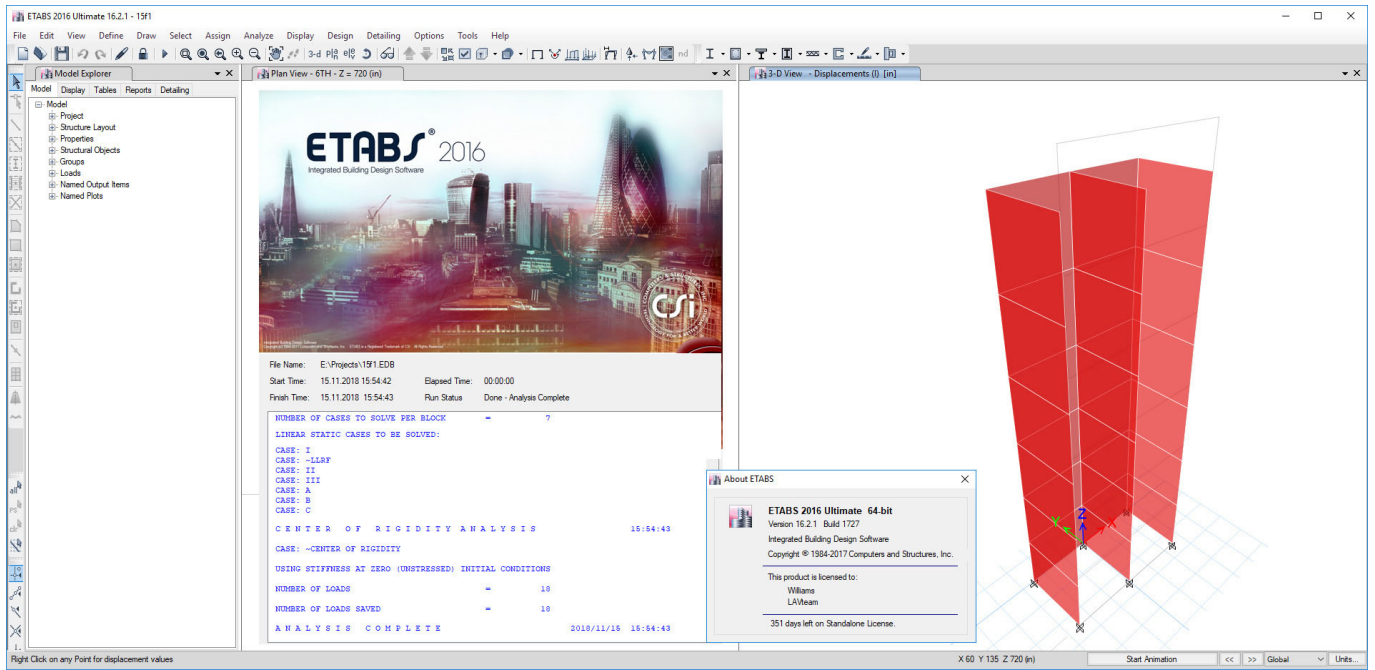 ETABS 2016 Ultimate 16.2.1 - 15f1
File Edit View Define Draw Select Assign Analyze Display Design Detailing Options Tools Help
3-d nd
Model Explorer
Model Display Tables Reports Detailing
Model
Project
Structure Layout
Properties
Structural Objects
Groups
Loads
Named Output Items
Named Plots
all
Plan View - 6TH - Z = 720 (in)
ETABS® 2016
Integrated Building Design Software
CSi
File Name: E:\Projects\15f1.EDB
Start Time: 15.11.2018 15:54:42 Elapsed Time: 00:00:00
Finish Time: 15.11.2018 15:54:43 Run Status Done - Analysis Complete
NUMBER OF CASES TO SOLVE PER BLOCK = 7
LINEAR STATIC CASES TO BE SOLVED:
CASE: I
CASE: ~LLRF
CASE: II
CASE: III
CASE: A
CASE: B
CASE: C
C E N T E R O F R I G I D I T Y A N A L Y S I S 15:54:43
CASE: ~CENTER OF RIGIDITY
USING STIFFNESS AT ZERO (UNSTRESSED) INITIAL CONDITIONS
NUMBER OF LOADS = 18
NUMBER OF LOADS SAVED = 18
A N A L Y S I S C O M P L E T E 2018/11/15 15:54:43
3-D View - Displacements (I) [in]
Y Z X
About ETABS
ETABS 2016 Ultimate 64-bit
Version 16.2.1 Build 1727
Integrated Building Design Software
Copyright © 1984-2017 Computers and Structures, Inc.
This product is licensed to:
Williams
LAVteam
351 days left on Standalone License.
Right Click on any Point for displacement values
X 60 Y 135 Z 720 (in)
Start Animation << >> Global Units...